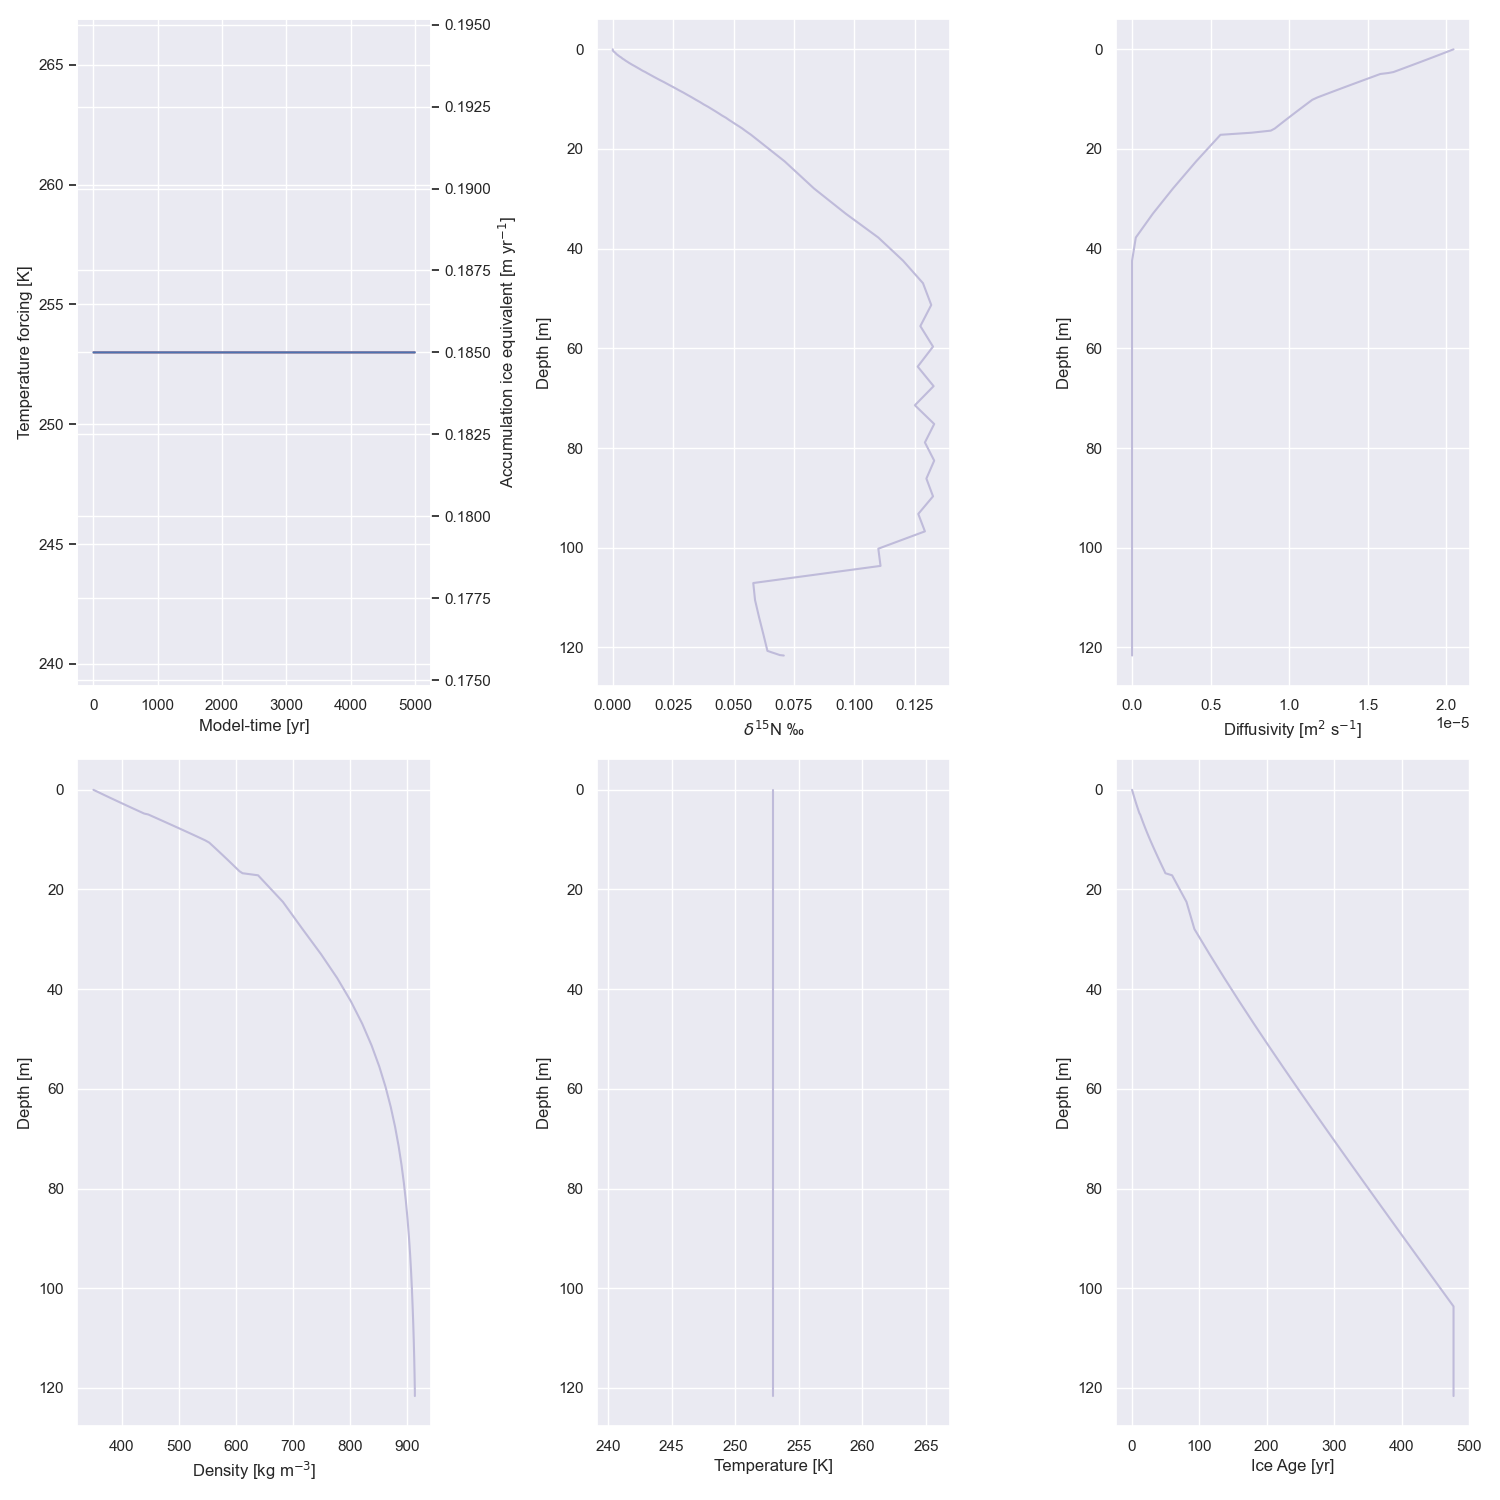 265
260
255
250
245
240
Temperature forcing [K]
0 1000 2000 3000 4000 5000
Model-time [yr]
0.1950
0.1925
0.1900
0.1875
0.1850
0.1825
0.1800
0.1775
0.1750
Accumulation ice equivalent [m yr⁻¹]
0
20
40
60
80
100
120
Depth [m]
0.000 0.025 0.050 0.075 0.100 0.125
δ¹⁵N ‰
0
20
40
60
80
100
120
Depth [m]
0.0 0.5 1.0 1.5 2.0
1e−5
Diffusivity [m² s⁻¹]
0
20
40
60
80
100
120
Depth [m]
400 500 600 700 800 900
Density [kg m⁻³]
0
20
40
60
80
100
120
Depth [m]
240 245 250 255 260 265
Temperature [K]
0
20
40
60
80
100
120
Depth [m]
0 100 200 300 400 500
Ice Age [yr]